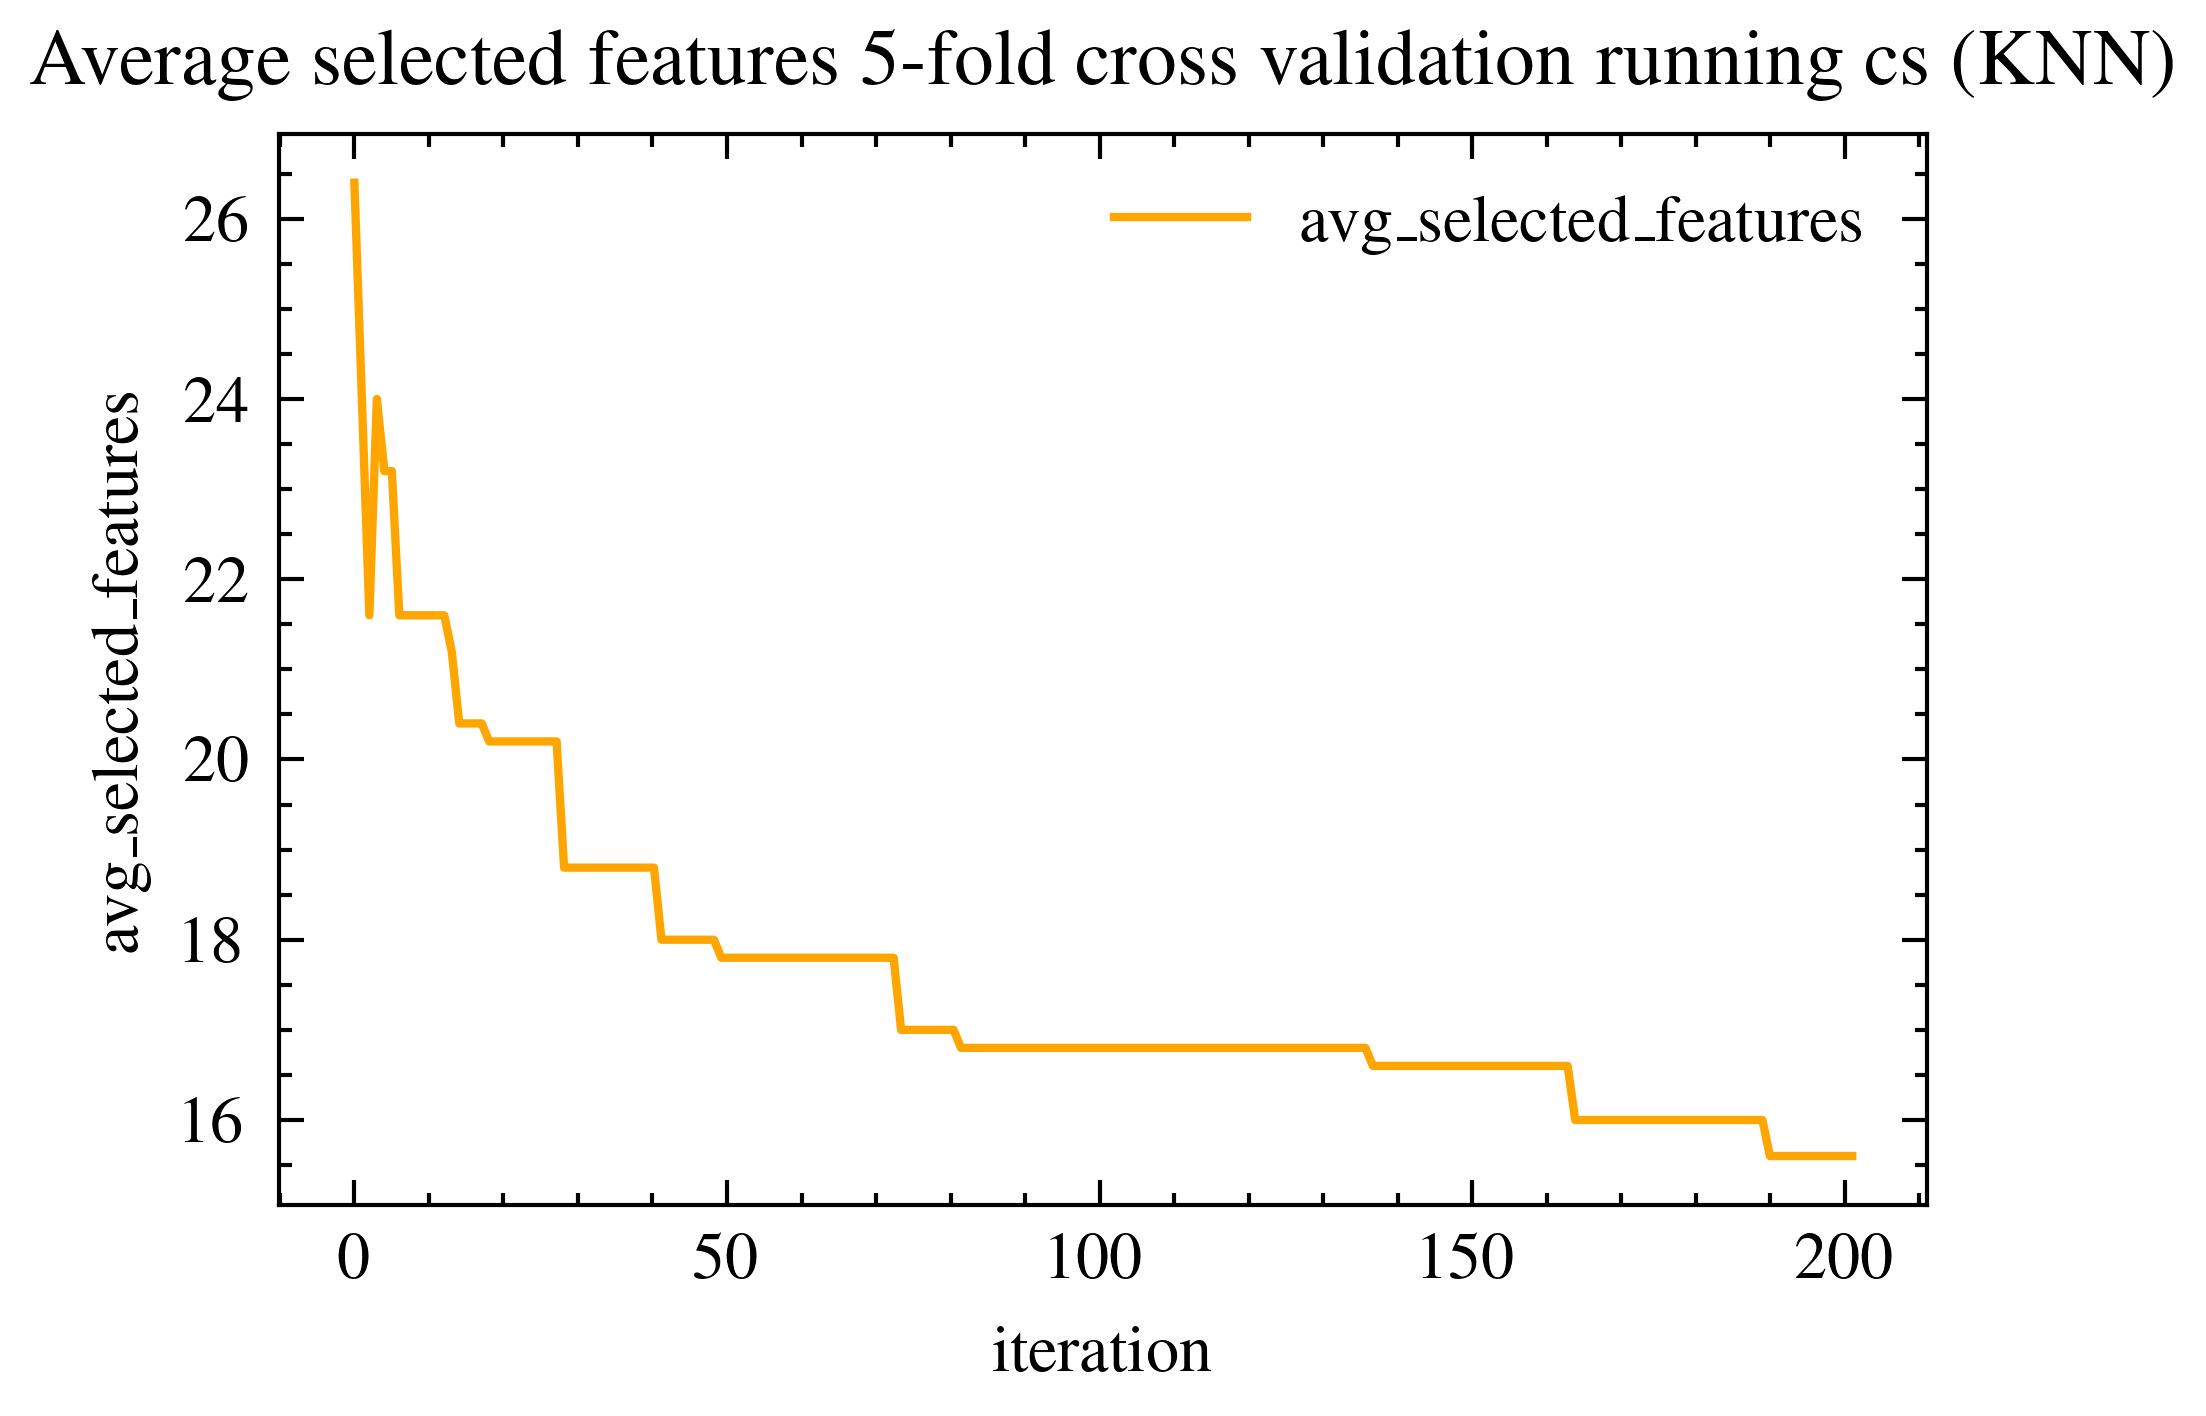 Average selected features 5-fold cross validation running cs (KNN)
avg_selected_features
avg_selected_features
26
24
22
20
18
16
0 50 100 150 200
iteration